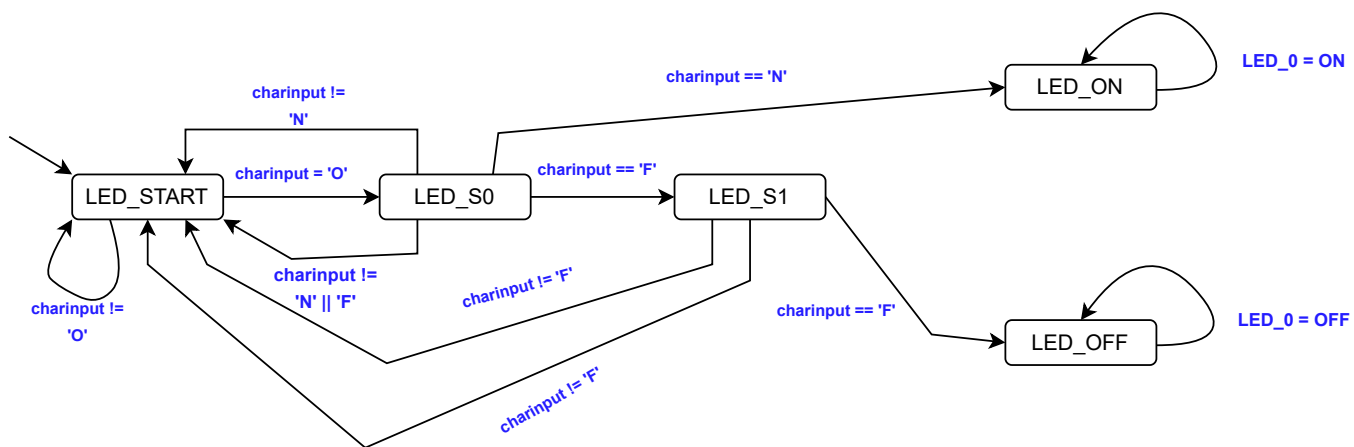 charinput !=
'N'
charinput == 'N'
LED_ON
LED_0 = ON
LED_START
charinput = 'O'
LED_S0
charinput == 'F'
LED_S1
charinput !=
'O'
charinput !=
'N' || 'F'
charinput != 'F'
charinput == 'F'
LED_OFF
LED_0 = OFF
charinput != 'F'